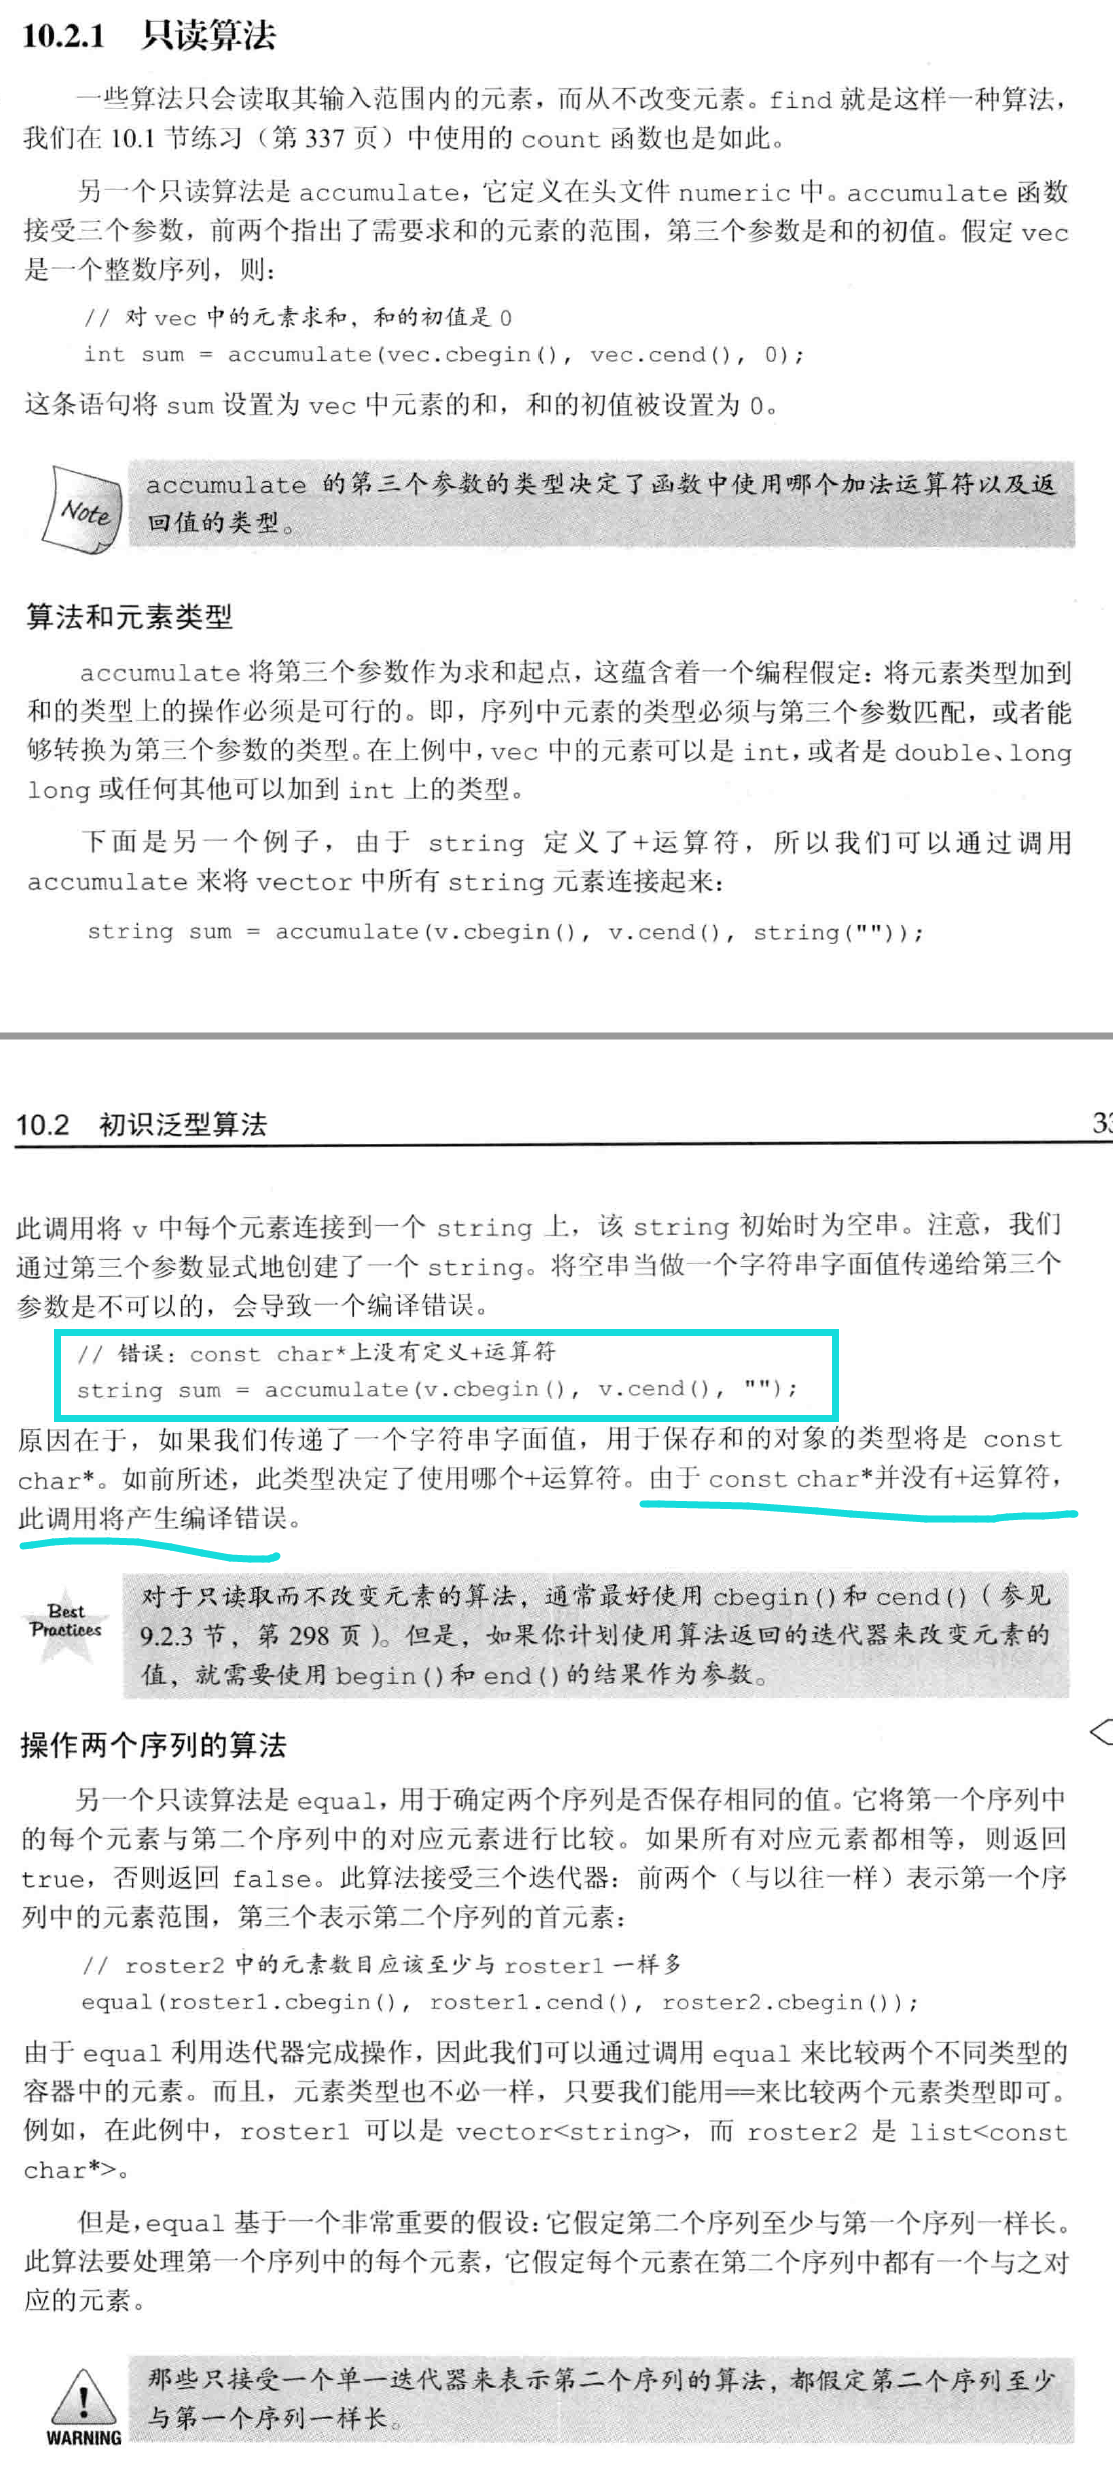 10.2.1 只读算法
一些算法只会读取其输入范围内的元素，而从不改变元素。find 就是这样一种算法，
我们在 10.1 节练习（第 337 页）中使用的 count 函数也是如此。
另一个只读算法是 accumulate，它定义在头文件 numeric 中。accumulate 函数
接受三个参数，前两个指出了需要求和的元素的范围，第三个参数是和的初值。假定 vec
是一个整数序列，则：
// 对 vec 中的元素求和，和的初值是 0
int sum = accumulate(vec.cbegin(), vec.cend(), 0);
这条语句将 sum 设置为 vec 中元素的和，和的初值被设置为 0。
Note
accumulate 的第三个参数的类型决定了函数中使用哪个加法运算符以及返
回值的类型。
算法和元素类型
accumulate 将第三个参数作为求和起点，这蕴含着一个编程假定：将元素类型加到
和的类型上的操作必须是可行的。即，序列中元素的类型必须与第三个参数匹配，或者能
够转换为第三个参数的类型。在上例中，vec 中的元素可以是 int，或者是 double、long
long 或任何其他可以加到 int 上的类型。
下面是另一个例子，由于 string 定义了+运算符，所以我们可以通过调用
accumulate 来将 vector 中所有 string 元素连接起来：
string sum = accumulate(v.cbegin(), v.cend(), string(""));
10.2 初识泛型算法
此调用将 v 中每个元素连接到一个 string 上，该 string 初始时为空串。注意，我们
通过第三个参数显式地创建了一个 string。将空串当做一个字符串字面值传递给第三个
参数是不可以的，会导致一个编译错误。
// 错误：const char*上没有定义+运算符
string sum = accumulate(v.cbegin(), v.cend(), "");
原因在于，如果我们传递了一个字符串字面值，用于保存和的对象的类型将是 const
char*。如前所述，此类型决定了使用哪个+运算符。由于 const char*并没有+运算符，
此调用将产生编译错误。
Best
Practices
对于只读取而不改变元素的算法，通常最好使用 cbegin()和 cend()（参见
9.2.3 节，第 298 页）。但是，如果你计划使用算法返回的迭代器来改变元素的
值，就需要使用 begin()和 end()的结果作为参数。
操作两个序列的算法
另一个只读算法是 equal，用于确定两个序列是否保存相同的值。它将第一个序列中
的每个元素与第二个序列中的对应元素进行比较。如果所有对应元素都相等，则返回
true，否则返回 false。此算法接受三个迭代器：前两个（与以往一样）表示第一个序
列中的元素范围，第三个表示第二个序列的首元素：
// roster2 中的元素数目应该至少与 roster1 一样多
equal(roster1.cbegin(), roster1.cend(), roster2.cbegin());
由于 equal 利用迭代器完成操作，因此我们可以通过调用 equal 来比较两个不同类型的
容器中的元素。而且，元素类型也不必一样，只要我们能用==来比较两个元素类型即可。
例如，在此例中，roster1 可以是 vector<string>，而 roster2 是 list<const
char*>。
但是，equal 基于一个非常重要的假设：它假定第二个序列至少与第一个序列一样长。
此算法要处理第一个序列中的每个元素，它假定每个元素在第二个序列中都有一个与之对
应的元素。
WARNING
那些只接受一个单一迭代器来表示第二个序列的算法，都假定第二个序列至少
与第一个序列一样长。